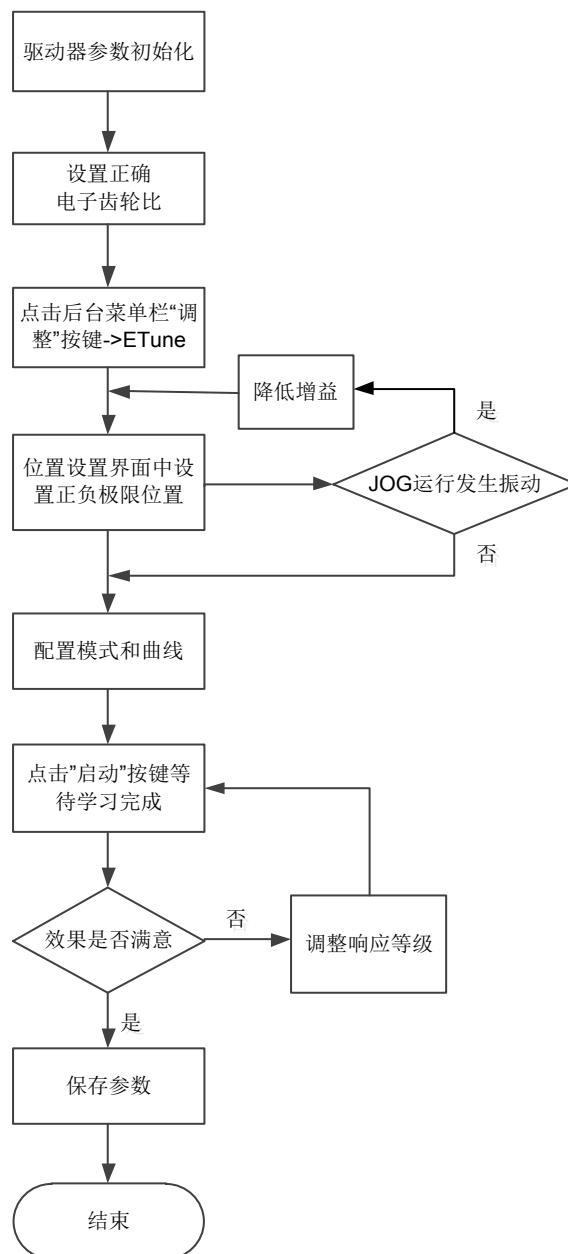 驱动器参数初始化
设置正确
电子齿轮比
点击后台菜单栏“调
整”按键->ETune
降低增益
是
位置设置界面中设
置正负极限位置
JOG运行发生振动
否
配置模式和曲线
点击”启动”按键等
待学习完成
效果是否满意
否
调整响应等级
是
保存参数
结束